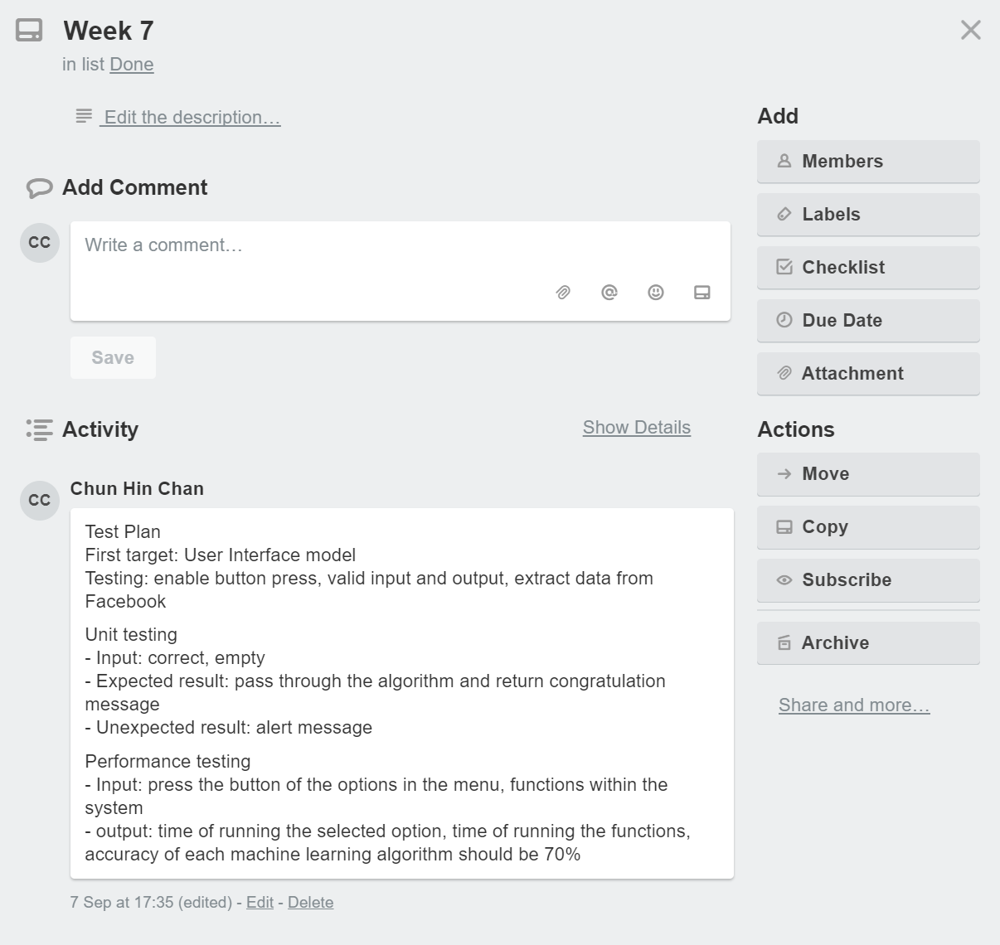 Week 7
in list Done
Edit the description…
Add Comment
CC
Write a comment…
Save
Activity
Show Details
CC
Chun Hin Chan
Test Plan
First target: User Interface model
Testing: enable button press, valid input and output, extract data from
Facebook
Unit testing
- Input: correct, empty
- Expected result: pass through the algorithm and return congratulation
message
- Unexpected result: alert message
Performance testing
- Input: press the button of the options in the menu, functions within the
system
- output: time of running the selected option, time of running the functions,
accuracy of each machine learning algorithm should be 70%
7 Sep at 17:35 (edited) - Edit - Delete
Add
Members
Labels
Checklist
Due Date
Attachment
Actions
Move
Copy
Subscribe
Archive
Share and more…